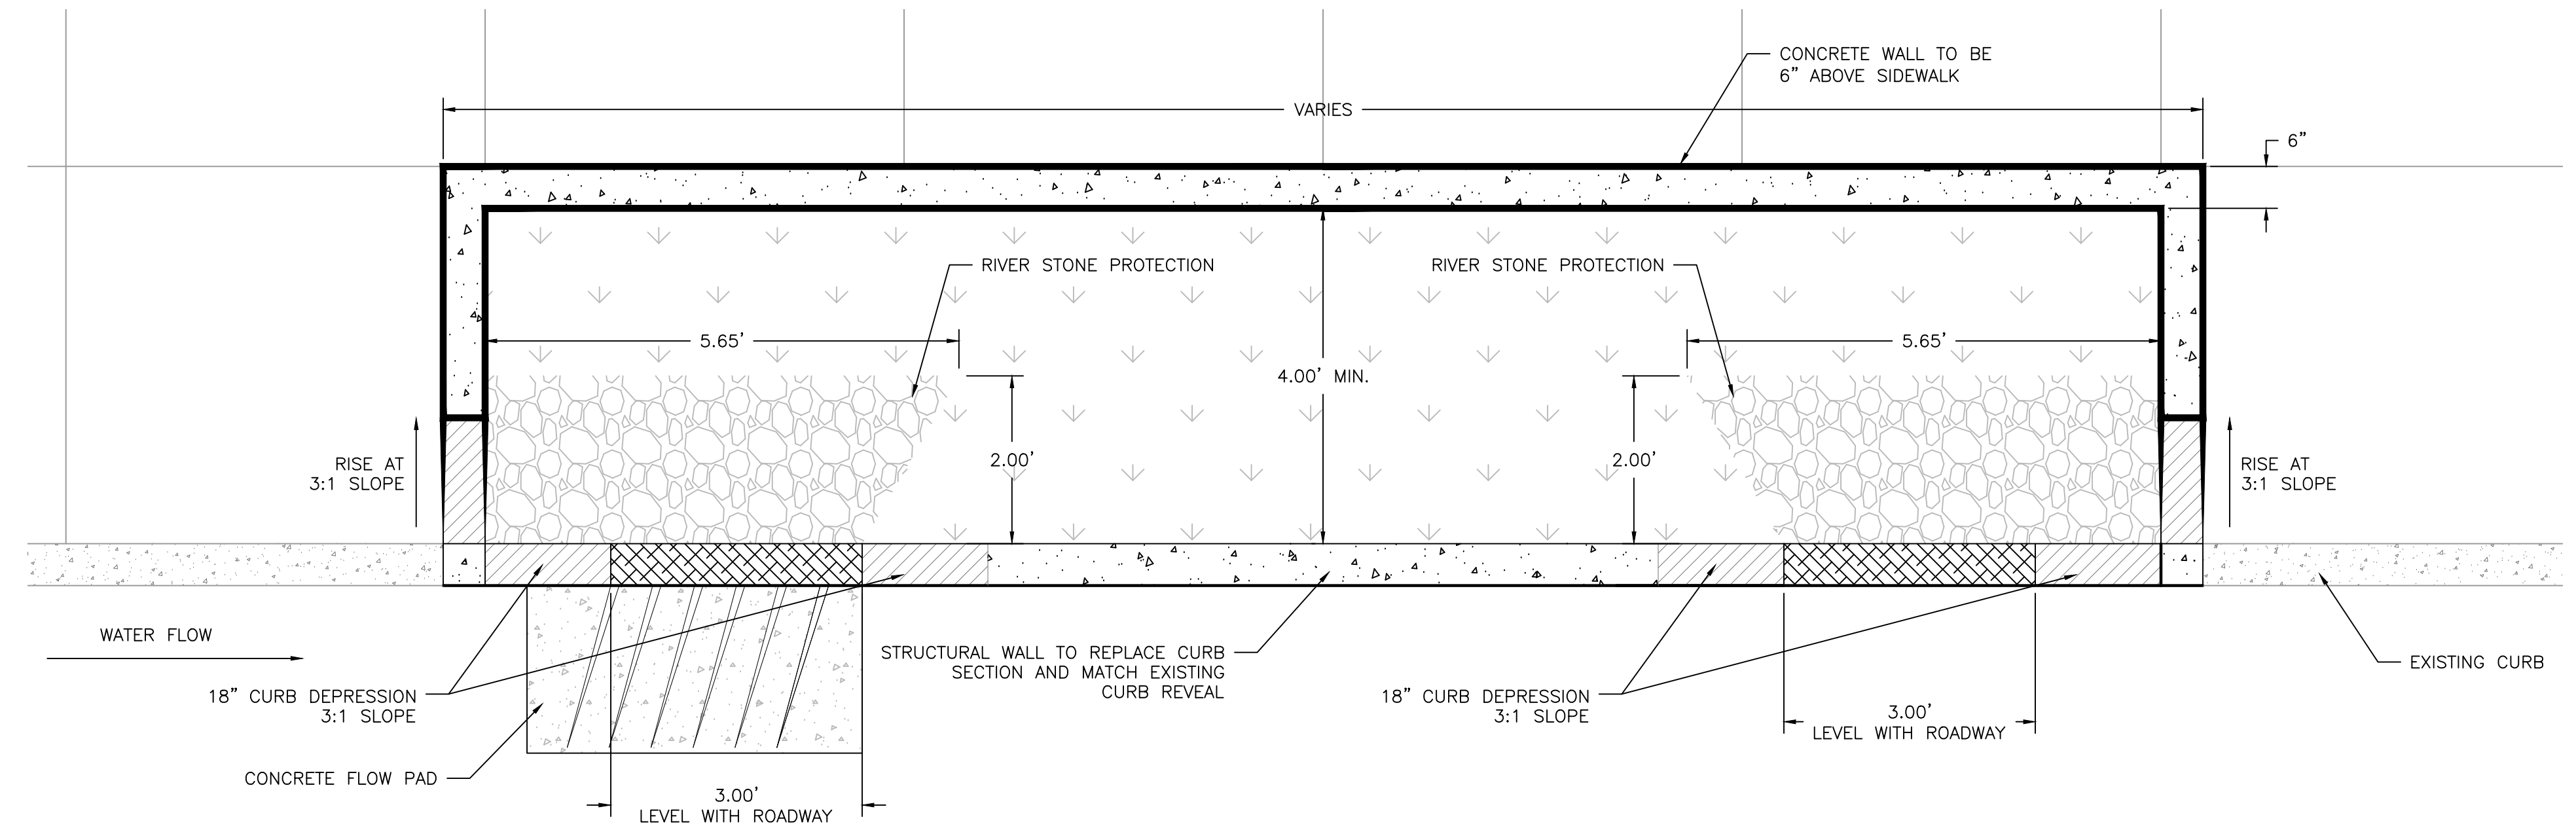 CONCRETE WALL TO BE
6” ABOVE SIDEWALK
VARIES
6”
RIVER STONE PROTECTION
RIVER STONE PROTECTION
5.65’
5.65’
4.00’ MIN.
2.00’
2.00’
RISE AT
3:1 SLOPE
RISE AT
3:1 SLOPE
WATER FLOW
STRUCTURAL WALL TO REPLACE CURB
SECTION AND MATCH EXISTING
CURB REVEAL
EXISTING CURB
18” CURB DEPRESSION
3:1 SLOPE
18” CURB DEPRESSION
3:1 SLOPE
3.00’
LEVEL WITH ROADWAY
CONCRETE FLOW PAD
3.00’
LEVEL WITH ROADWAY